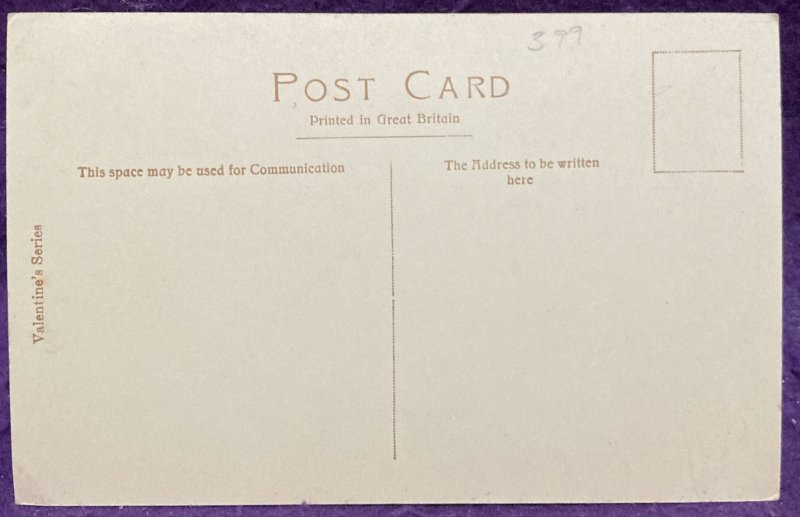 399
POST CARD
Printed in Great Britain
This space may be used for Communication
The Address to be written
here
Valentine's Series